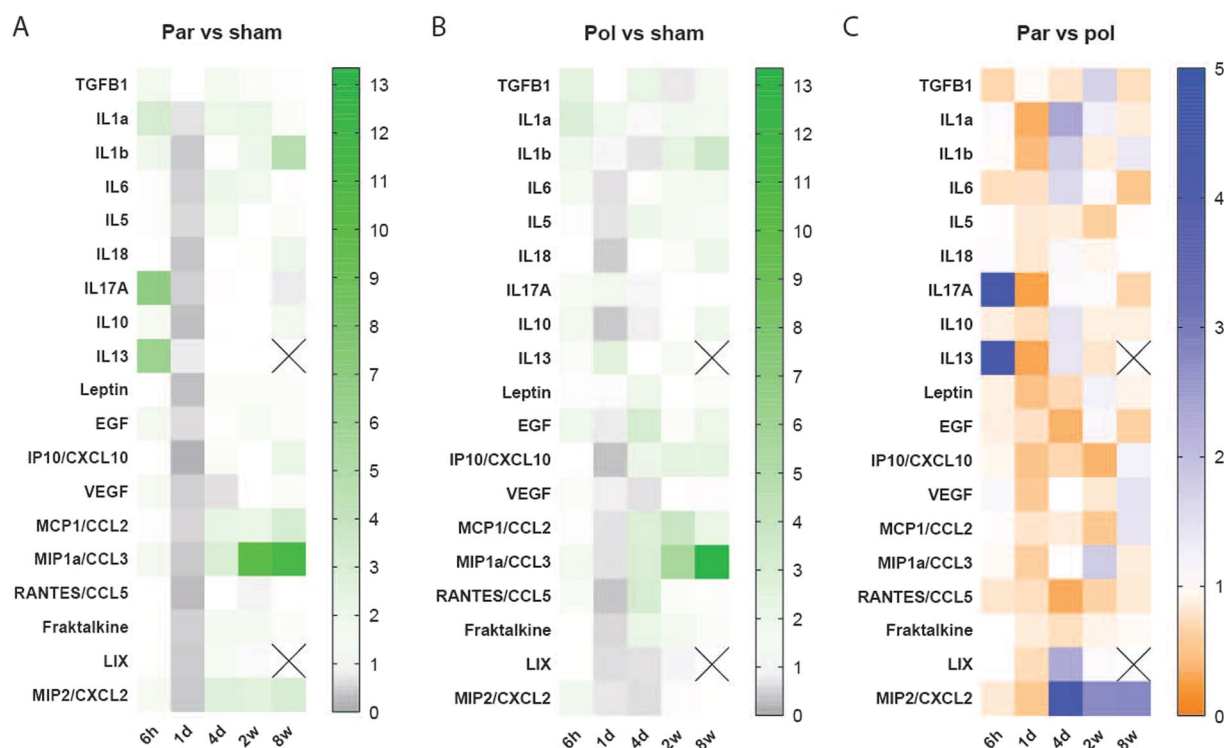 A
Par vs sham
TGFB1
IL1a
IL1b
IL6
IL5
IL18
IL17A
IL10
IL13
Leptin
EGF
IP10/CXCL10
VEGF
MCP1/CCL2
MIP1a/CCL3
RANTES/CCL5
Fraktalkine
LIX
MIP2/CXCL2
6h 1d 4d 2w 8w
13
12
11
10
9
8
7
6
5
4
3
2
1
0
B
Pol vs sham
TGFB1
IL1a
IL1b
IL6
IL5
IL18
IL17A
IL10
IL13
Leptin
EGF
IP10/CXCL10
VEGF
MCP1/CCL2
MIP1a/CCL3
RANTES/CCL5
Fraktalkine
LIX
MIP2/CXCL2
6h 1d 4d 2w 8w
13
12
11
10
9
8
7
6
5
4
3
2
1
0
C
Par vs pol
TGFB1
IL1a
IL1b
IL6
IL5
IL18
IL17A
IL10
IL13
Leptin
EGF
IP10/CXCL10
VEGF
MCP1/CCL2
MIP1a/CCL3
RANTES/CCL5
Fraktalkine
LIX
MIP2/CXCL2
6h 1d 4d 2w 8w
5
4
3
2
1
0